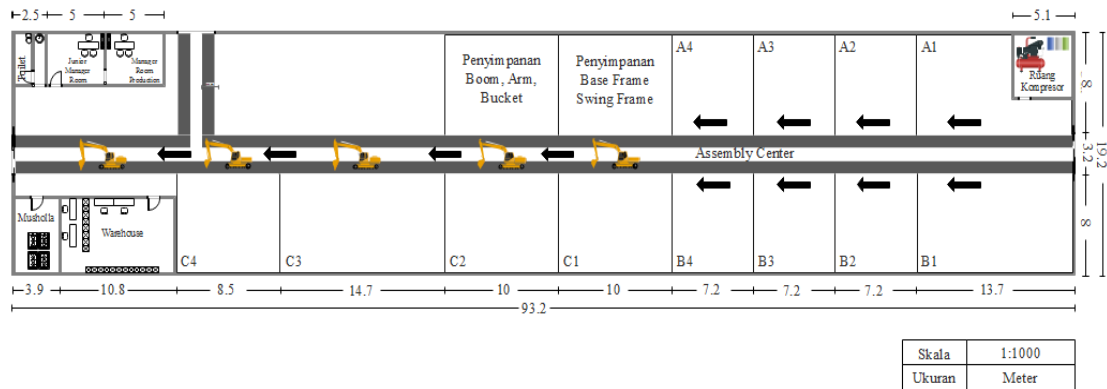 2.5 5 5 5.1
Toilet
Junior
Manager
Room
Manager
Room
Production
Penyimpanan
Boom, Arm,
Bucket
Penyimpanan
Base Frame
Swing Frame
A4 A3 A2 A1
Ruang
Kompresor
8
Assembly Center
3.2
19.2
8
Musholla
Warehouse
C4 C3 C2 C1 B4 B3 B2 B1
3.9 10.8 8.5 14.7 10 10 7.2 7.2 7.2 13.7
93.2
Skala 1:1000
Ukuran Meter